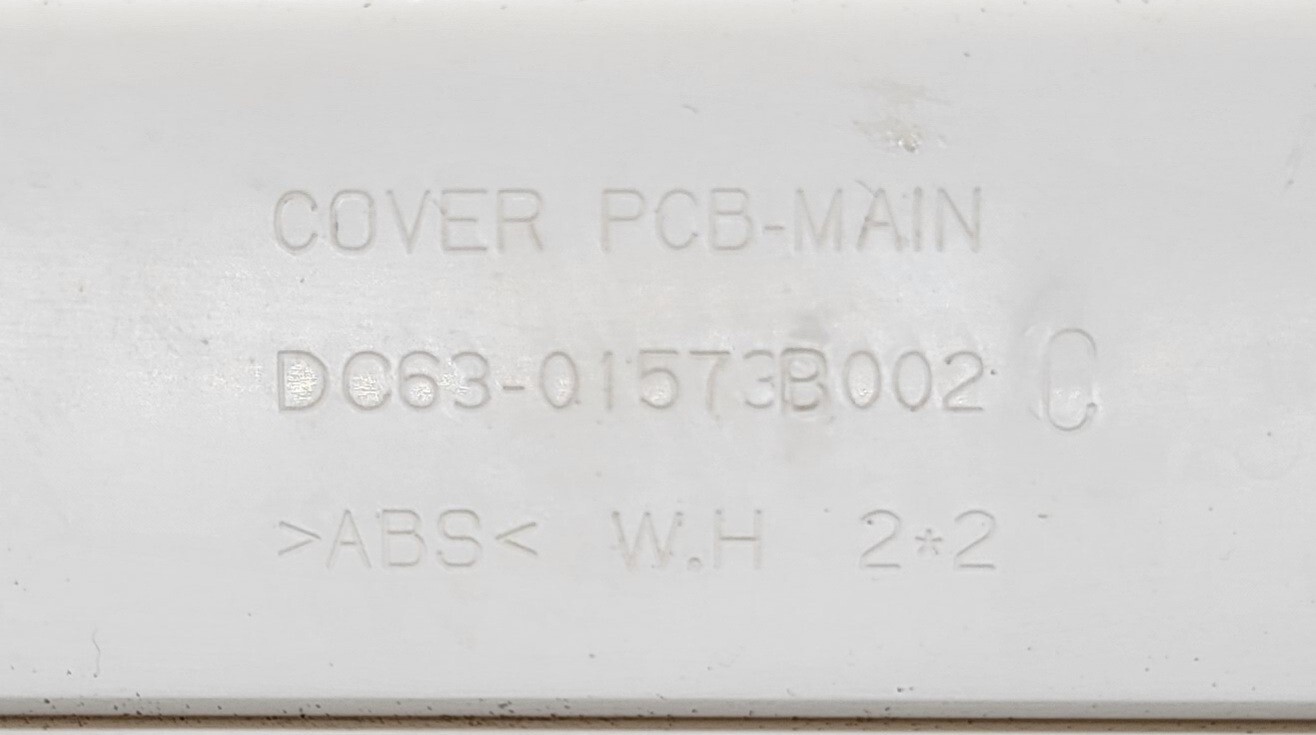 COVER PCB-MAIN
DC63-01573B002 C
>ABS< W.H 2*2